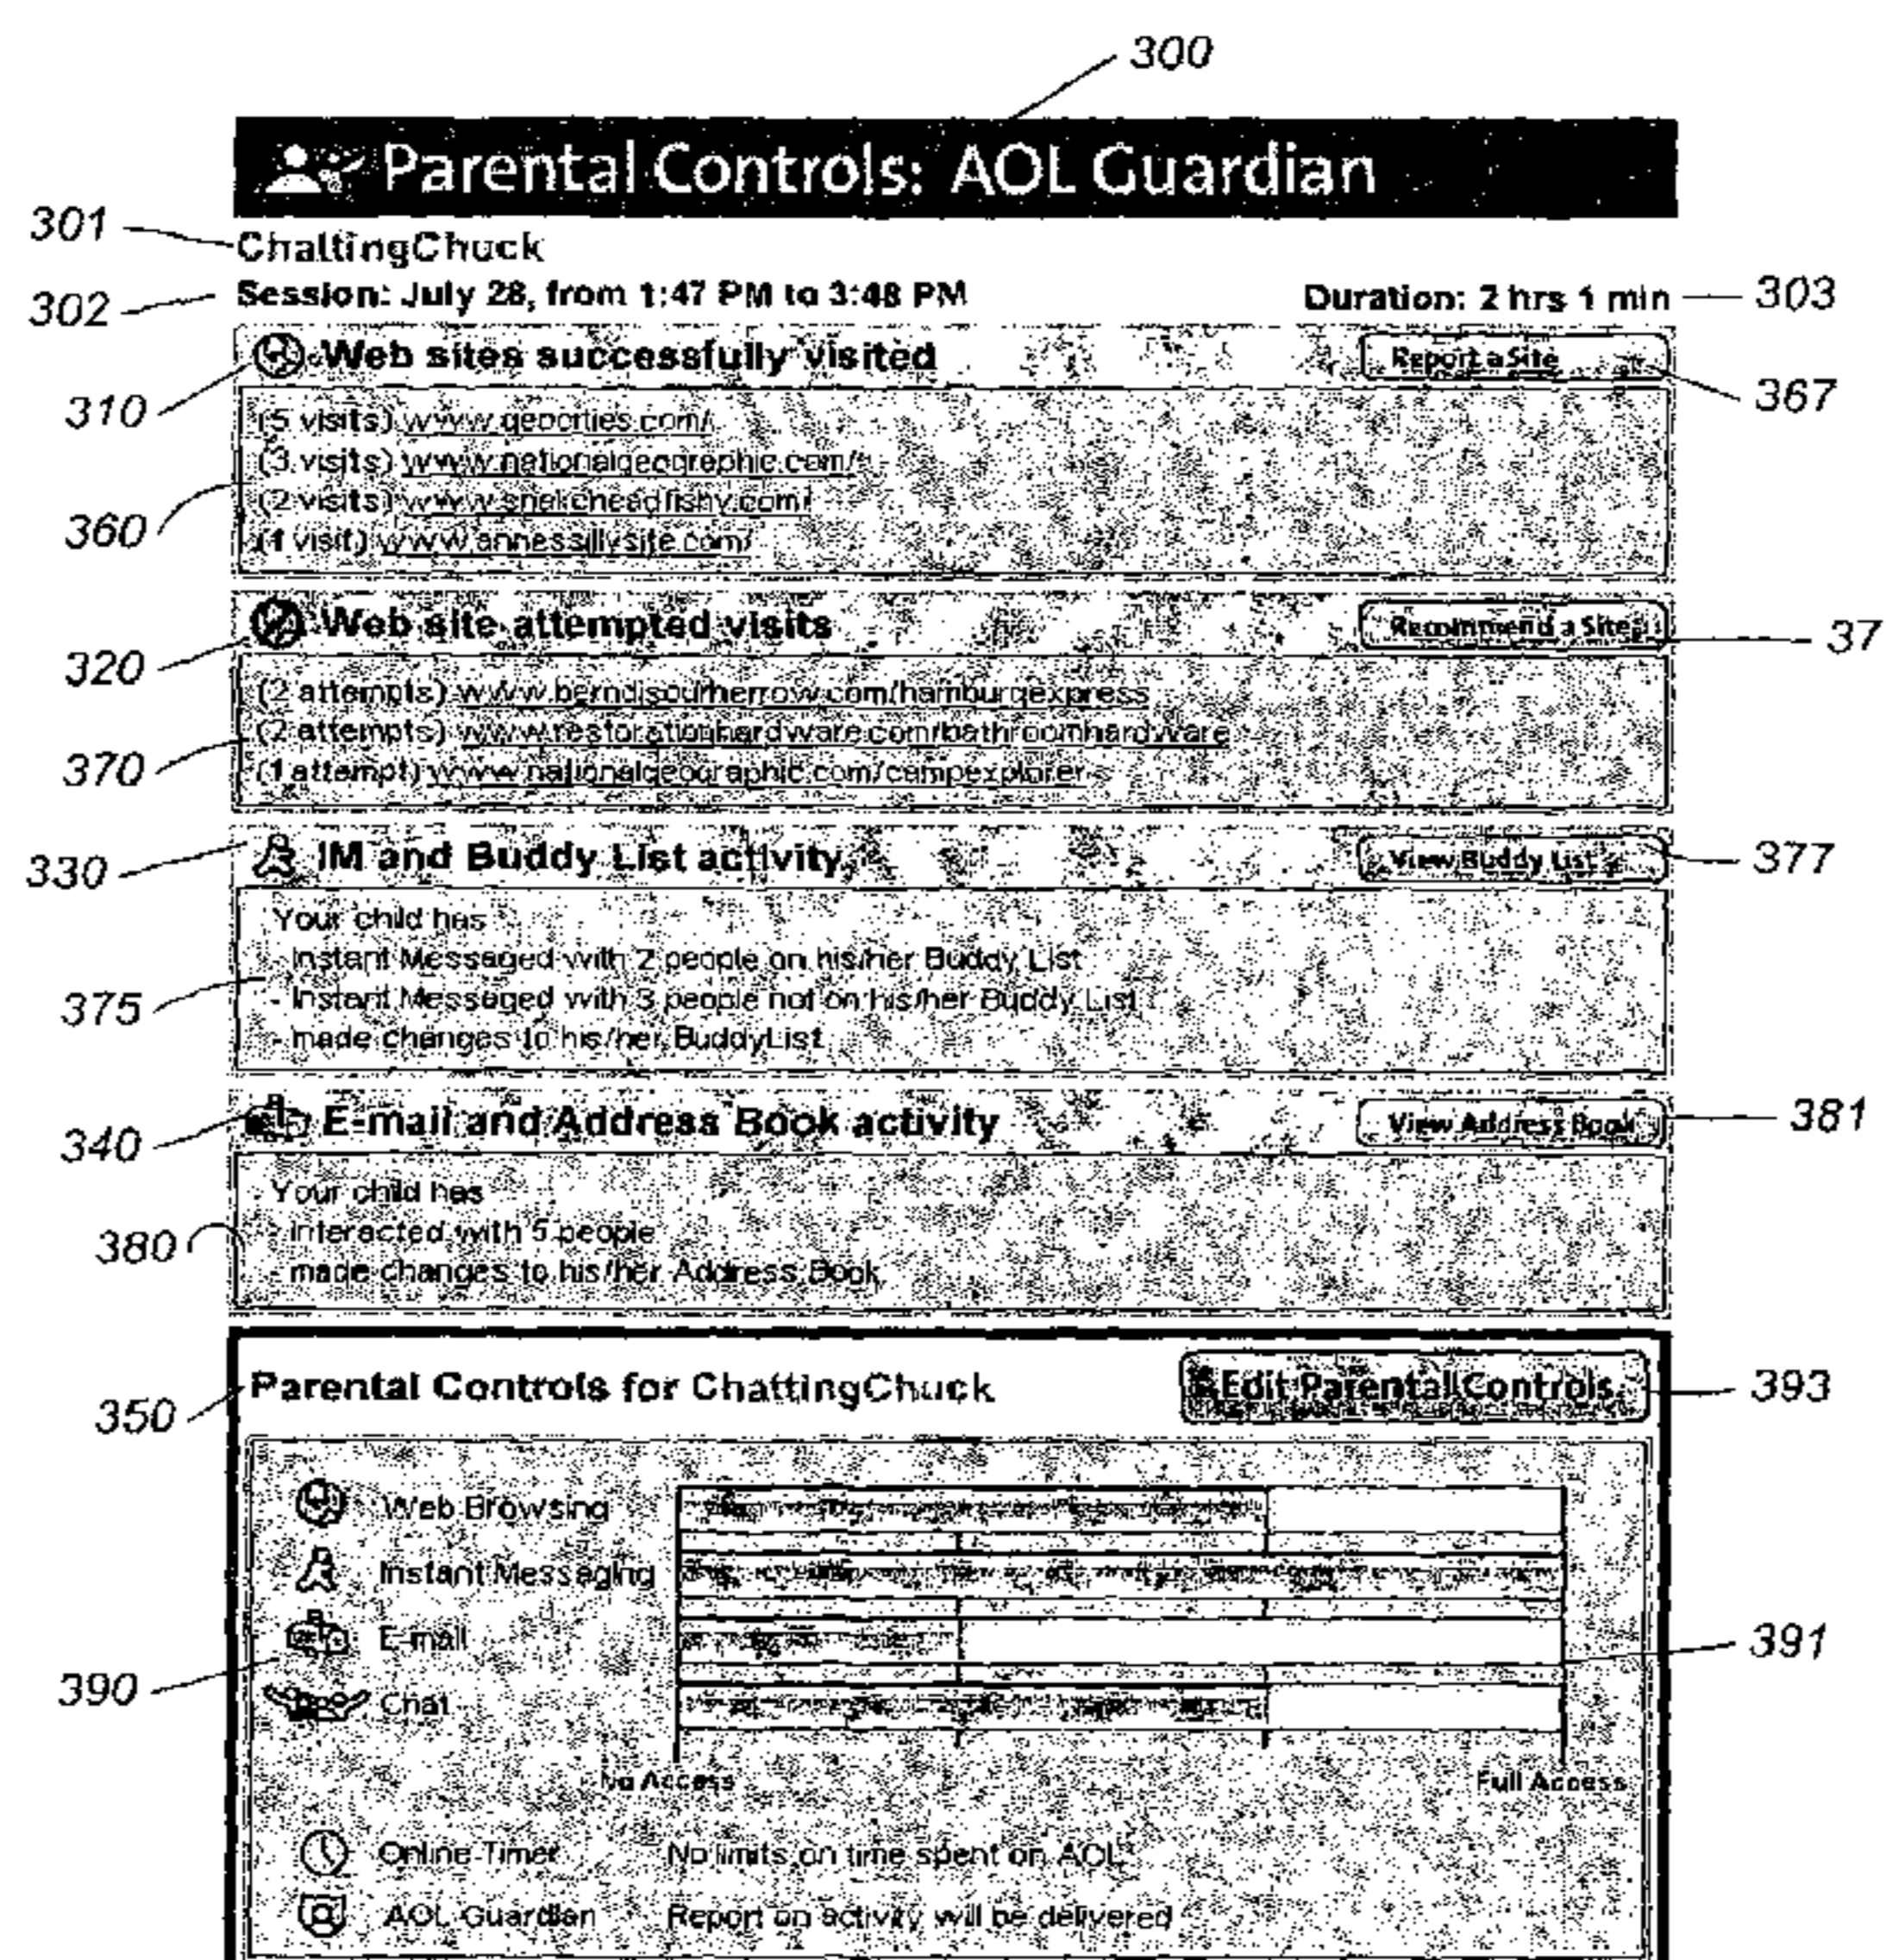 300
Parental Controls: AOL Guardian
301
ChattingChuck
302
Session: July 28, from 1:47 PM to 3:48 PM
Duration: 2 hrs 1 min
303
310
Web sites successfully visited
Report a Site
367
360
(5 visits)
(3 visits) www.nationalgeographic.com/
(2 visits) www.snakeheadfishy.com/
(1 visit) www.annessillysite.com/
320
Web site attempted visits
Recommend a Site
37
370
(2 attempts)
(2 attempts) www.restorationhardware.com/bathroomhardware
(1 attempt) www.nationalgeographic.com/campexplorer
330
IM and Buddy List activity
View Buddy List
377
375
Your child has
- Instant Messaged with 2 people on his/her Buddy List
- Instant Messaged with 3 people not on his/her Buddy List
- made changes to his/her BuddyList
340
E-mail and Address Book activity
View Address Book
381
380
Your child has
- interacted with 5 people
- made changes to his/her Address Book
350
Parental Controls for ChattingChuck
Edit Parental Controls
393
390
Web Browsing
Instant Messaging
E-mail
391
Chat
No Access
Full Access
Online Timer
No limits on time spent on AOL
AOL Guardian
Report on activity will be delivered